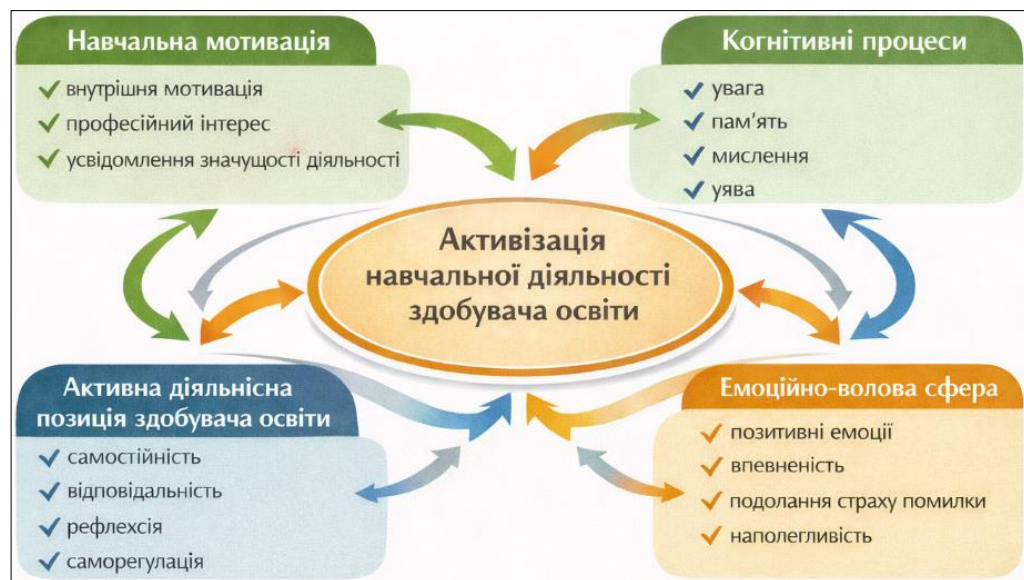 Навчальна мотивація
✓ внутрішня мотивація
✓ професійний інтерес
✓ усвідомлення значущості діяльності
Когнітивні процеси
✓ увага
✓ пам'ять
✓ мислення
✓ уява
Активізація
навчальної діяльності
здобувача освіти
Активна діяльнісна
позиція здобувача освіти
✓ самостійність
✓ відповідальність
✓ рефлексія
✓ саморегуляція
Емоційно-волова сфера
✓ позитивні емоції
✓ впевненість
✓ подолання страху помилки
✓ наполегливість